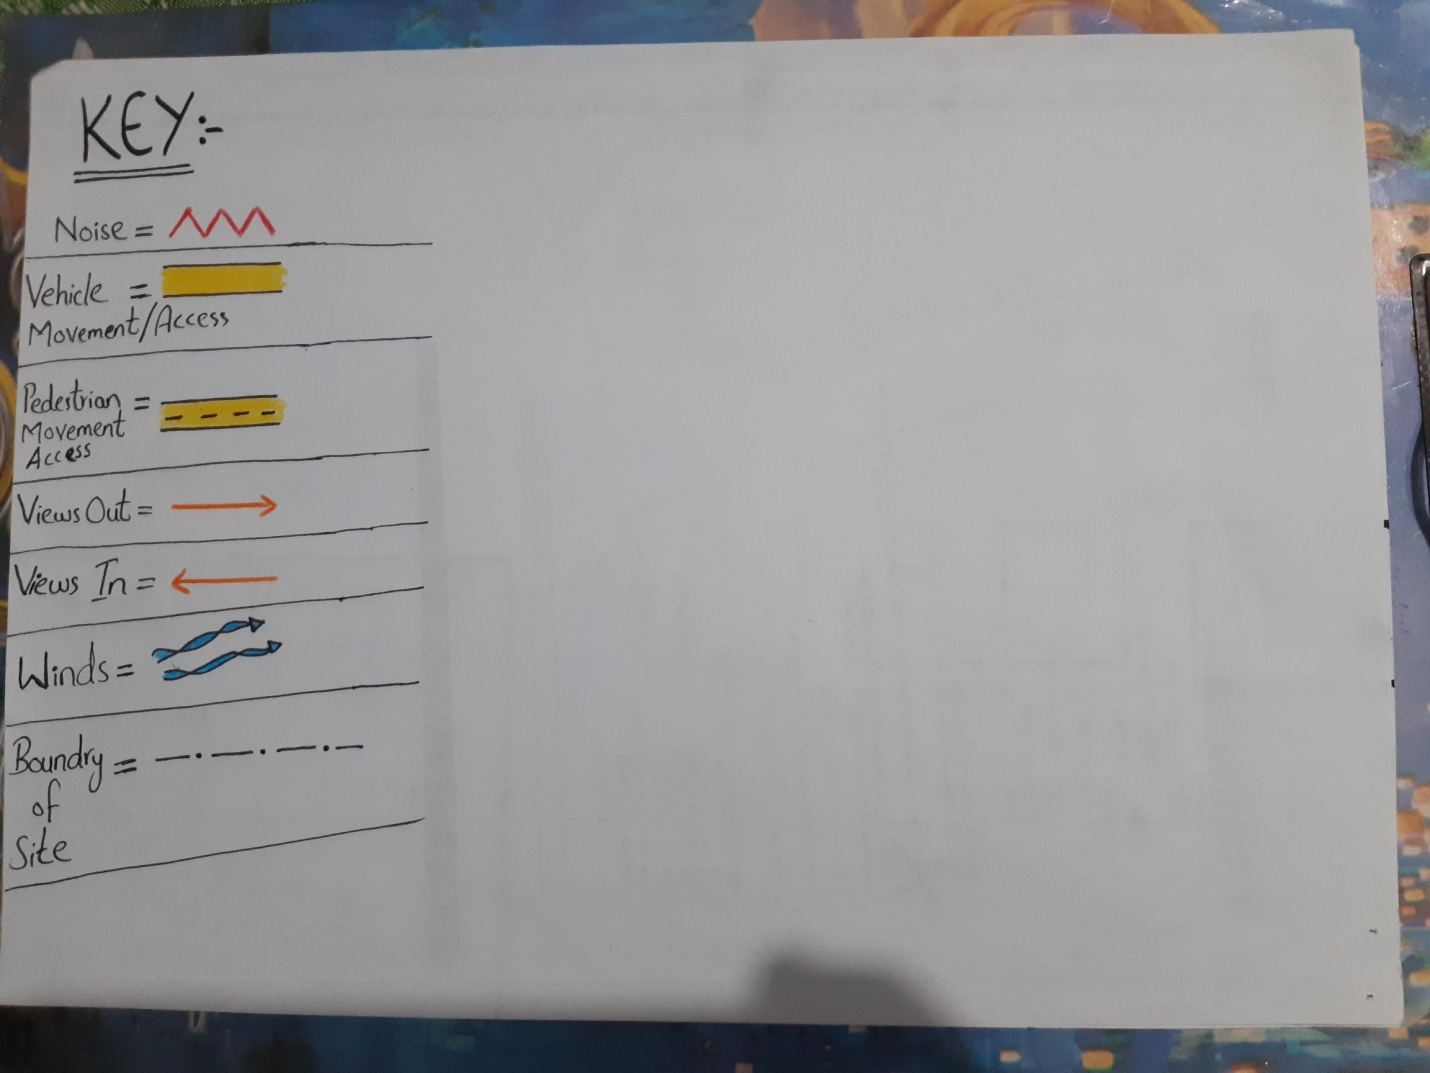 KEY:-
Noise =
Vehicle =
Movement/Access
Pedestrian =
Movement
Access
Views Out =
Views In =
Winds =
Boundry =
of
Site